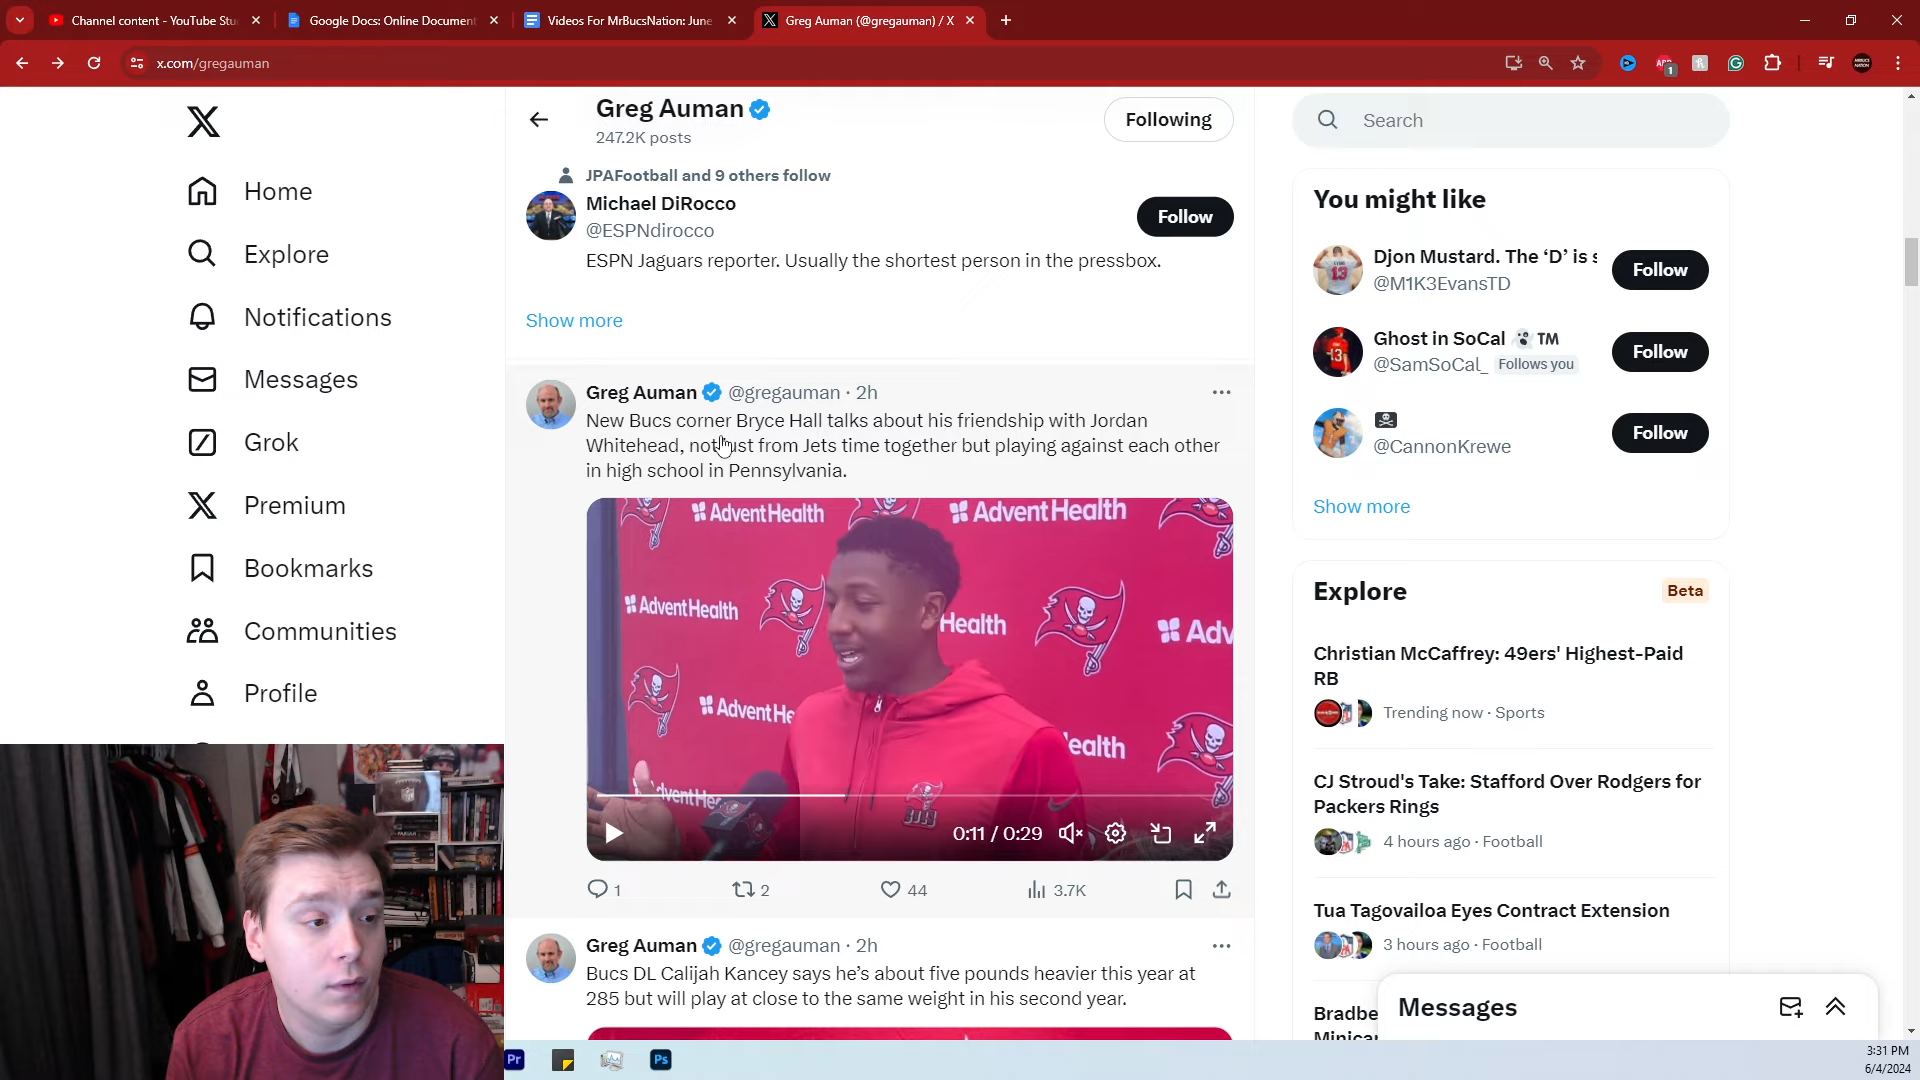 Channel content - YouTube Stu
Google Docs: Online Document
Videos For MrBucsNation: June
Greg Auman (@gregauman) / X
x.com/gregauman
1
X
Home
Explore
Notifications
Messages
Grok
Premium
Bookmarks
Communities
Profile
Greg Auman
247.2K posts
Following
JPAFootball and 9 others follow
Michael DiRocco
@ESPNdirocco
Follow
ESPN Jaguars reporter. Usually the shortest person in the pressbox.
Show more
Greg Auman @gregauman · 2h
New Bucs corner Bryce Hall talks about his friendship with Jordan
Whitehead, not just from Jets time together but playing against each other
in high school in Pennsylvania.
AdventHealth
AdventHealth
AdventHealth
Health
Adv
AdventHe
ealth
dventHe
0:11 / 0:29
1
2
44
3.7K
Greg Auman @gregauman · 2h
Bucs DL Calijah Kancey says he's about five pounds heavier this year at
285 but will play at close to the same weight in his second year.
Search
You might like
Djon Mustard. The ‘D’ is s
@M1K3EvansTD
Follow
Ghost in SoCal TM
@SamSoCal_ Follows you
Follow
@CannonKrewe
Follow
Show more
Explore
Beta
Christian McCaffrey: 49ers' Highest-Paid
RB
Trending now · Sports
CJ Stroud's Take: Stafford Over Rodgers for
Packers Rings
4 hours ago · Football
Tua Tagovailoa Eyes Contract Extension
3 hours ago · Football
Bradbe
Minicar
Messages
Pr
Ps
3:31 PM
6/4/2024